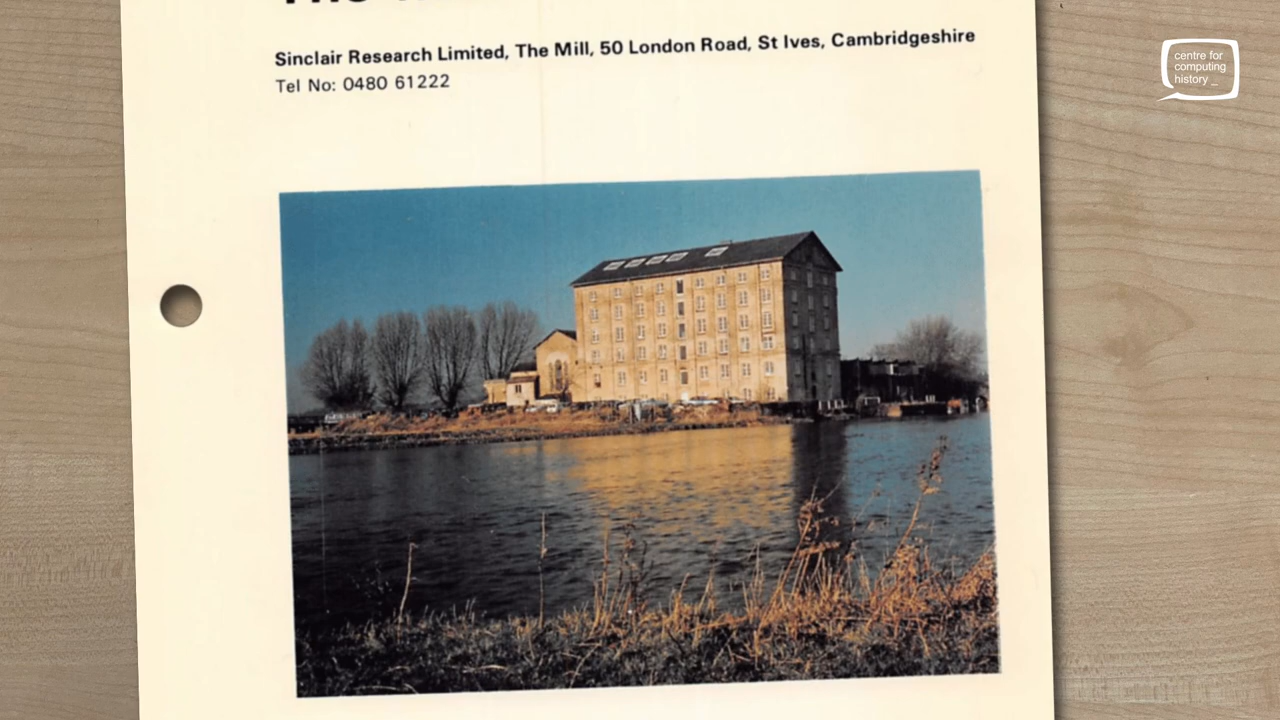 Sinclair Research Limited, The Mill, 50 London Road, St Ives, Cambridgeshire
Tel No: 0480 61222
centre for
computing
history _